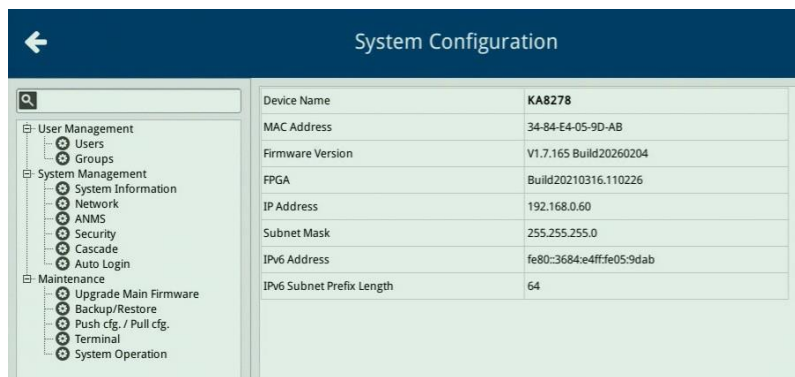 System Configuration
User Management
Users
Groups
System Management
System Information
Network
ANMS
Security
Cascade
Auto Login
Maintenance
Upgrade Main Firmware
Backup/Restore
Push cfg. / Pull cfg.
Terminal
System Operation
Device Name KA8278
MAC Address 34-84-E4-05-9D-AB
Firmware Version V1.7.165 Build20260204
FPGA Build20210316.110226
IP Address 192.168.0.60
Subnet Mask 255.255.255.0
IPv6 Address fe80::3684:e4ff:fe05:9dab
IPv6 Subnet Prefix Length 64